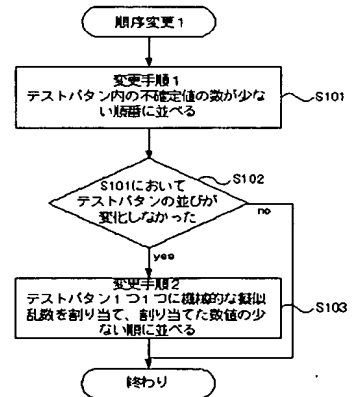 順序変更1
変更手順1
テストパタン内の不確定値の数が少な
い順番に並べる
S101
S101において
テストパタンの並びが
変化しなかった
S102
no
yes
変更手順2
テストパタン1つ1つに機械的な擬似
乱数を割り当て、割り当てた数値の少
ない順に並べる
S103
終わり